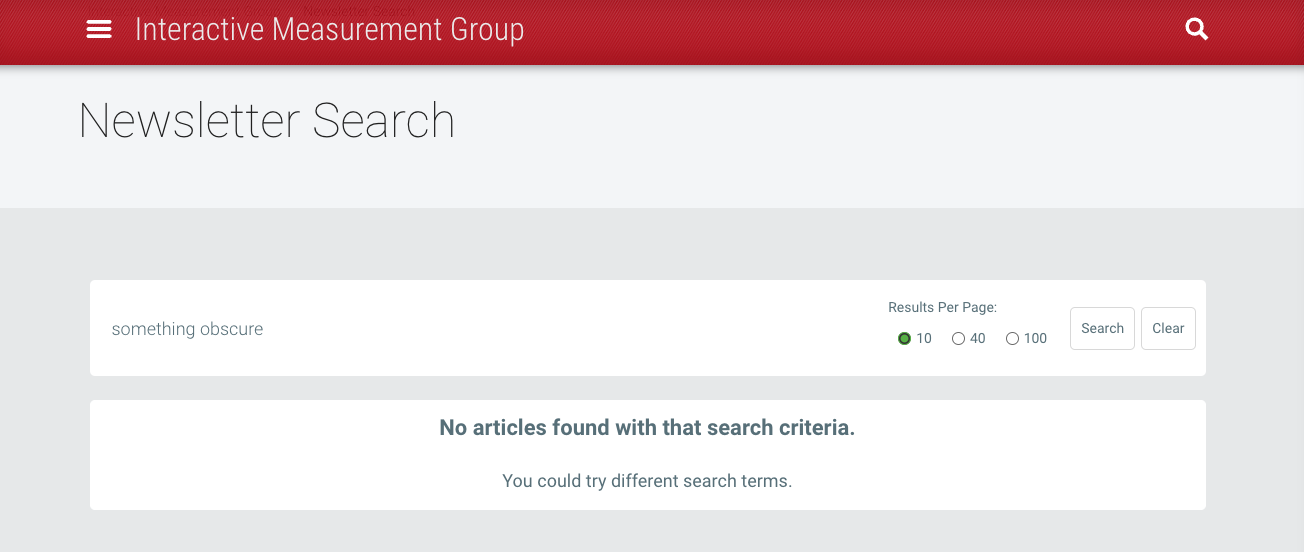 Interactive Measurement Group
Newsletter Search
something obscure
Results Per Page:
10 40 100
Search Clear
No articles found with that search criteria.
You could try different search terms.